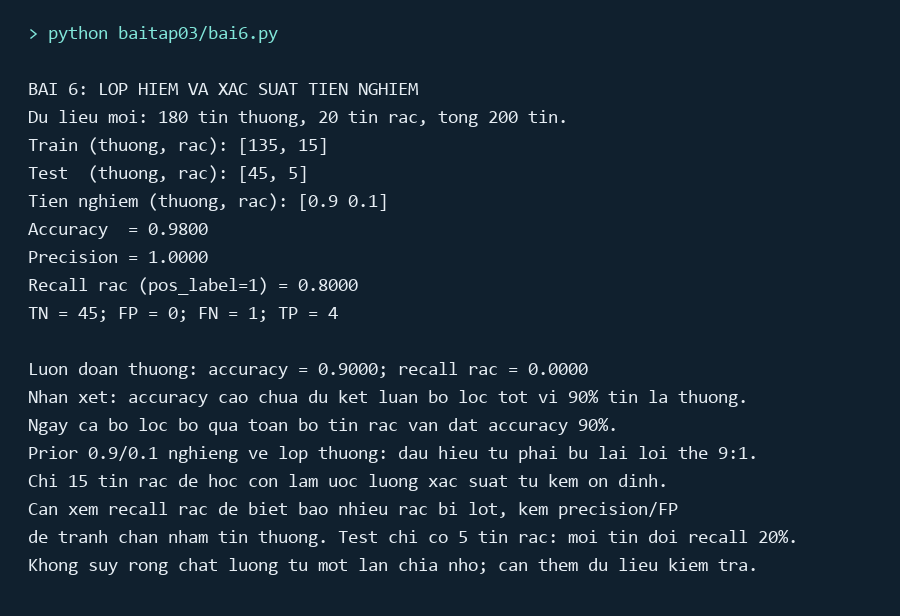 > python baitap03/bai6.py
BAI 6: LOP HIEM VA XAC SUAT TIEN NGHIEM
Du lieu moi: 180 tin thuong, 20 tin rac, tong 200 tin.
Train (thuong, rac): [135, 15]
Test  (thuong, rac): [45, 5]
Tien nghiem (thuong, rac): [0.9 0.1]
Accuracy  = 0.9800
Precision = 1.0000
Recall rac (pos_label=1) = 0.8000
TN = 45; FP = 0; FN = 1; TP = 4
Luon doan thuong: accuracy = 0.9000; recall rac = 0.0000
Nhan xet: accuracy cao chua du ket luan bo loc tot vi 90% tin la thuong.
Ngay ca bo loc bo qua toan bo tin rac van dat accuracy 90%.
Prior 0.9/0.1 nghieng ve lop thuong: dau hieu tu phai bu lai loi the 9:1.
Chi 15 tin rac de hoc con lam uoc luong xac suat tu kem on dinh.
Can xem recall rac de biet bao nhieu rac bi lot, kem precision/FP
de tranh chan nham tin thuong. Test chi co 5 tin rac: moi tin doi recall 20%.
Khong suy rong chat luong tu mot lan chia nho; can them du lieu kiem tra.